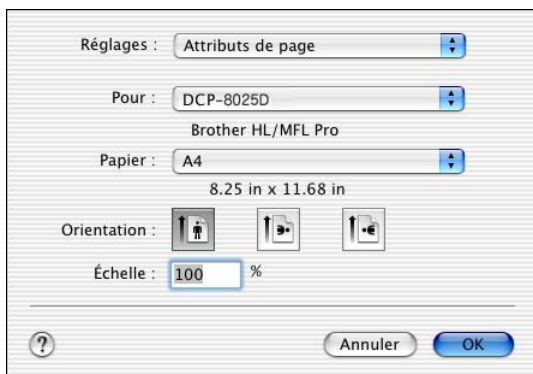 Réglages : Attributs de page
Pour : DCP-8025D
Brother HL/MFL Pro
Papier : A4
8.25 in x 11.68 in
Orientation :
Échelle : 100 %
? Annuler OK